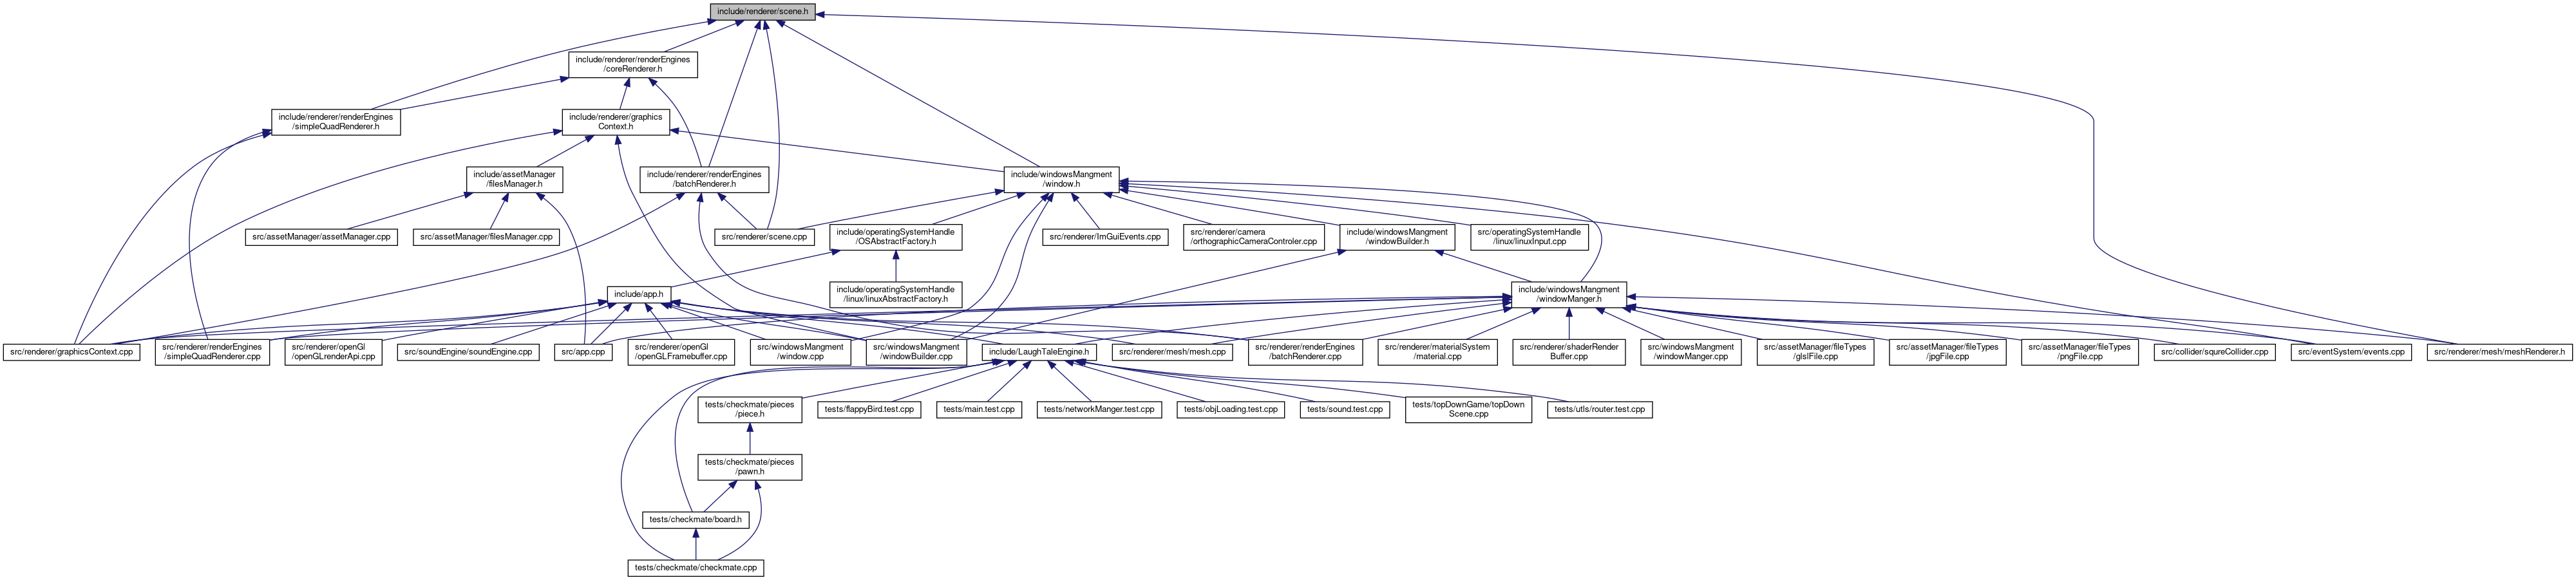 include/renderer/scene.h
include/renderer/renderEngines
/coreRenderer.h
include/renderer/renderEngines
/simpleQuadRenderer.h
include/renderer/graphics
Context.h
include/assetManager
/filesManager.h
include/renderer/renderEngines
/batchRenderer.h
include/windowsMangment
/window.h
src/assetManager/assetManager.cpp
src/assetManager/filesManager.cpp
src/renderer/scene.cpp
include/operatingSystemHandle
/OSAbstractFactory.h
src/renderer/ImGuiEvents.cpp
src/renderer/camera
/orthographicCameraControler.cpp
include/windowsMangment
/windowBuilder.h
src/operatingSystemHandle
/linux/linuxInput.cpp
include/app.h
include/operatingSystemHandle
/linux/linuxAbstractFactory.h
include/windowsMangment
/windowManger.h
src/renderer/graphicsContext.cpp
src/renderer/renderEngines
/simpleQuadRenderer.cpp
src/renderer/openGl
/openGLrenderApi.cpp
src/soundEngine/soundEngine.cpp
src/app.cpp
src/renderer/openGl
/openGLFramebuffer.cpp
src/windowsMangment
/window.cpp
src/windowsMangment
/windowBuilder.cpp
include/LaughTaleEngine.h
src/renderer/mesh/mesh.cpp
src/renderer/renderEngines
/batchRenderer.cpp
src/renderer/materialSystem
/material.cpp
src/renderer/shaderRender
Buffer.cpp
src/windowsMangment
/windowManger.cpp
src/assetManager/fileTypes
/glslFile.cpp
src/assetManager/fileTypes
/jpgFile.cpp
src/assetManager/fileTypes
/pngFile.cpp
src/collider/squreCollider.cpp
src/eventSystem/events.cpp
src/renderer/mesh/meshRenderer.h
tests/checkmate/pieces
/piece.h
tests/flappyBird.test.cpp
tests/main.test.cpp
tests/networkManger.test.cpp
tests/objLoading.test.cpp
tests/sound.test.cpp
tests/topDownGame/topDown
Scene.cpp
tests/utls/router.test.cpp
tests/checkmate/pieces
/pawn.h
tests/checkmate/board.h
tests/checkmate/checkmate.cpp